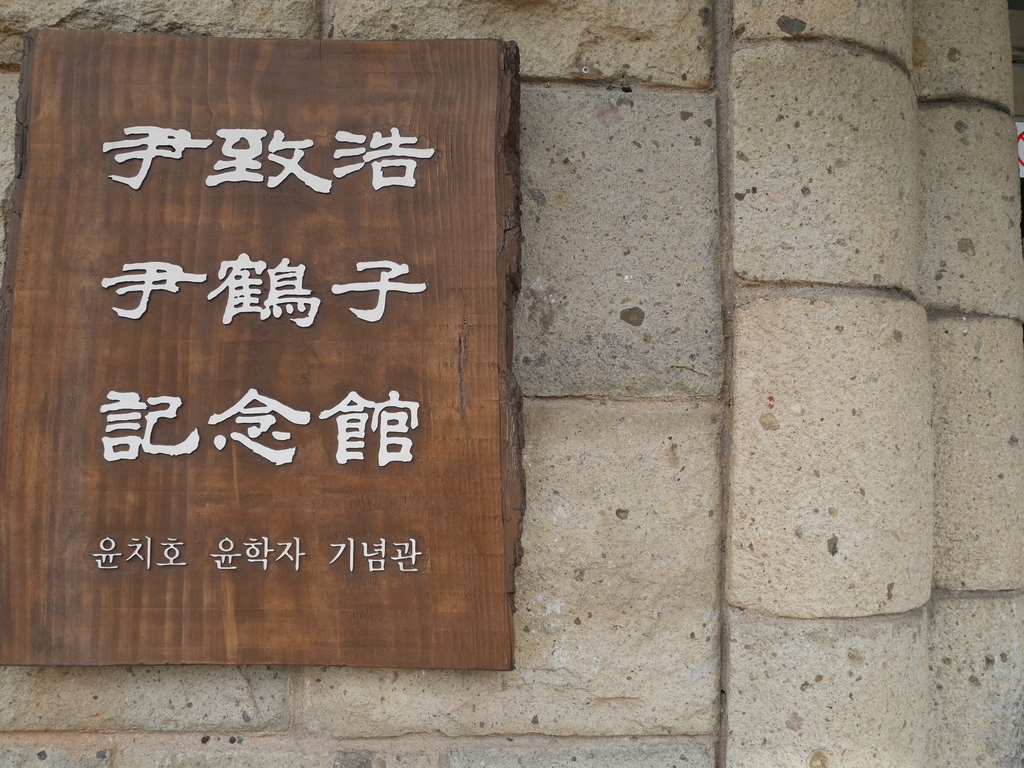 尹致浩
尹鶴子
記念館
윤치호 윤학자 기념관